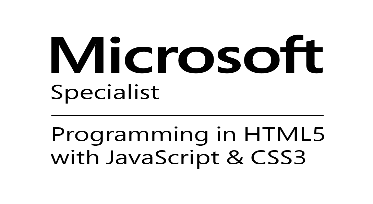 Microsoft
Specialist
Programming in HTML5
with JavaScript & CSS3